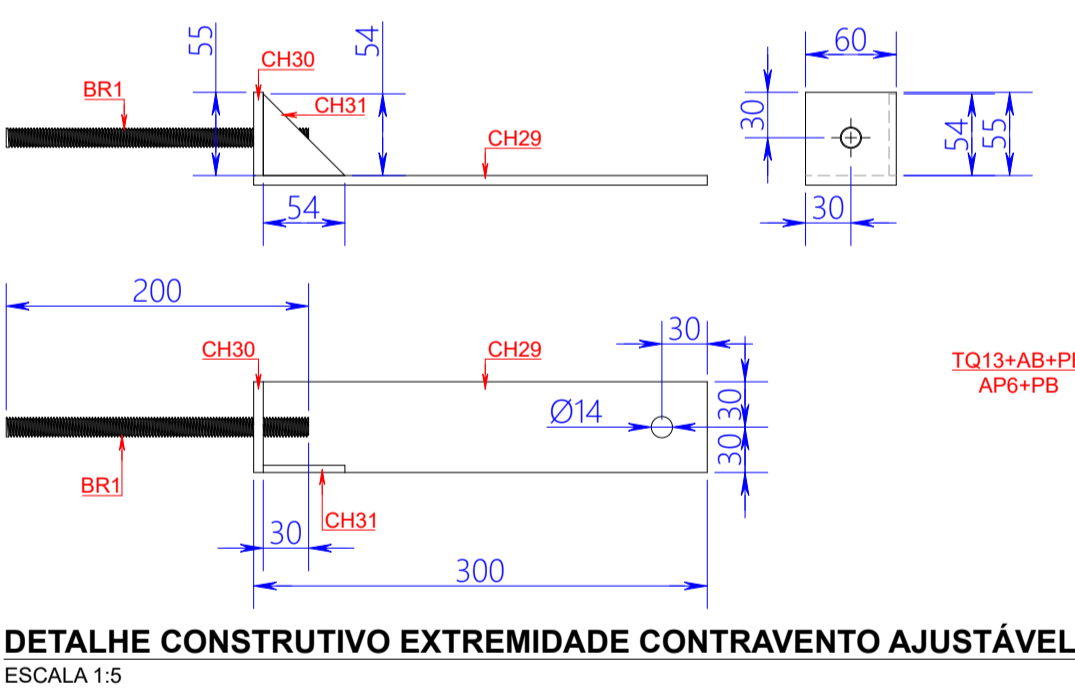 55
54
60
CH30
BR1
CH31
30
CH29
54
55
54
30
200
30
CH30
CH29
TQ13+AB+P
AP6+PB
Ø14
30
30
BR1
CH31
30
300
DETALHE CONSTRUTIVO EXTREMIDADE CONTRAVENTO AJUSTÁVEL
ESCALA 1:5